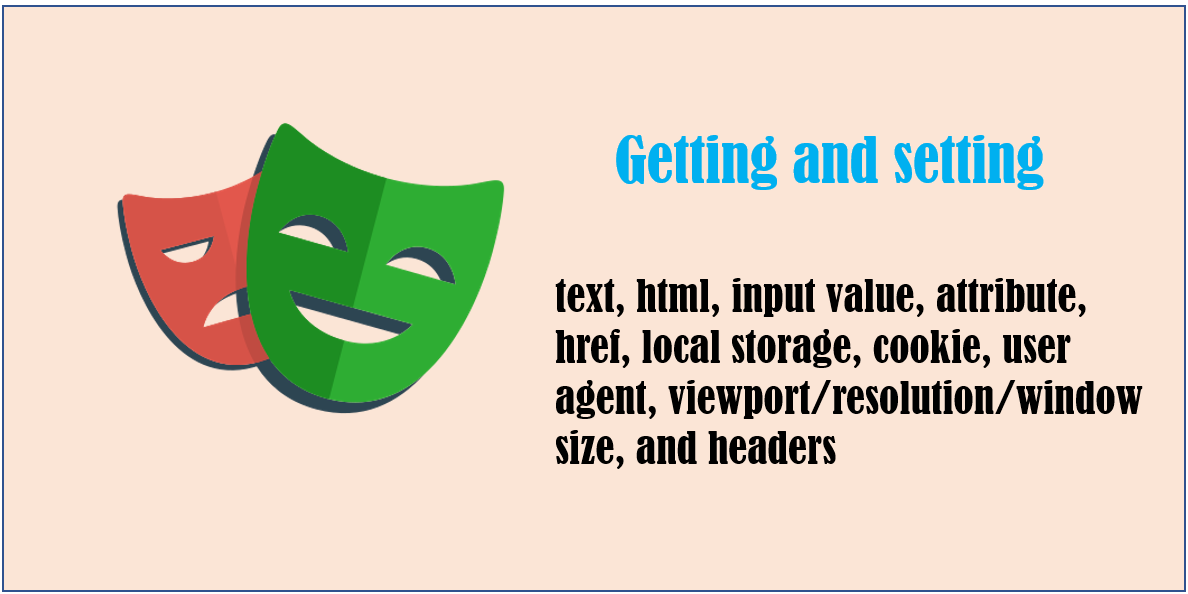 Getting and setting
text, html, input value, attribute,
href, local storage, cookie, user
agent, viewport/resolution/window
size, and headers